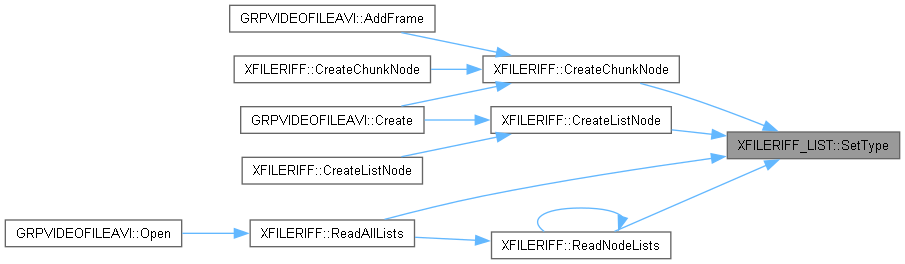 GRPVIDEOFILEAVI::AddFrame
XFILERIFF::CreateChunkNode
XFILERIFF::CreateChunkNode
GRPVIDEOFILEAVI::Create
XFILERIFF::CreateListNode
XFILERIFF_LIST::SetType
XFILERIFF::CreateListNode
GRPVIDEOFILEAVI::Open
XFILERIFF::ReadAllLists
XFILERIFF::ReadNodeLists